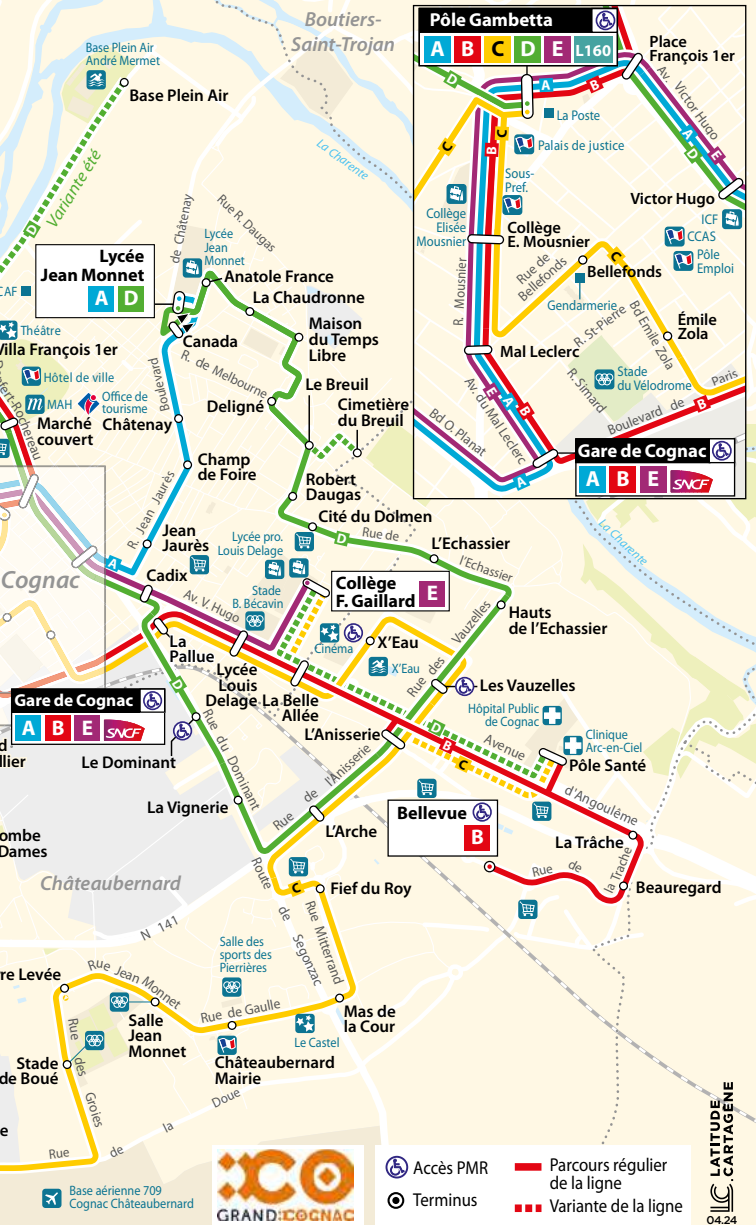 Boutiers-
Saint-Trojan
Base Plein Air
André Mermet
Base Plein Air
La Charente
Variante été
D
D
Rue R. Daugas
de Châtenay
Lycée
Jean Monnet
A D
Lycée
Jean
Monnet
Anatole France
La Chaudronne
CAF
Théâtre
Villa François 1er
Canada
Maison
du Temps
Libre
R. de Melbourne
Boulevard
Hôtel de ville
MAH
Office de
tourisme
Marché
couvert
Châtenay
Deligné
Le Breuil
Cimetière
du Breuil
Champ
de Foire
Robert
Daugas
R. Jean Jaurès
Jean
Jaurès
Cité du Dolmen
Lycée pro.
Louis Delage
D
Rue de
l'Echassier
L'Echassier
Cognac
A
Cadix
Av. V. Hugo
Stade
B. Bécavin
Collège
F. Gaillard E
Hauts
de l'Echassier
La
Pallue
Cinéma
X'Eau
X'Eau
Rue des
Vauzelles
Lycée
Louis
Delage
La Belle
Allée
Les Vauzelles
Gare de Cognac
A B E SNCF
D
Rue du Dominant
Le Dominant
Hôpital Public
de Cognac
Clinique
Arc-en-Ciel
L'Anisserie
D
B
C
Avenue
d'Angoulême
Pôle Santé
La Vignerie
Rue de l'Anisserie
L'Arche
Bellevue
B
La Trâche
Rue de
la Trache
Beauregard
Châteaubernard
Route
de
Segonzac
C
Fief du Roy
Rue Mitterrand
N 141
Salle des
sports des
Pierrières
Rue Jean Monnet
Rue de Gaulle
Salle
Jean
Monnet
Mas de
la Cour
Le Castel
Châteaubernard
Mairie
re Levée
Rue des Groies
Stade
de Boué
Rue de la Doue
Base aérienne 709
Cognac Châteaubernard
GRAND:COGNAC
Accès PMR
Terminus
Parcours régulier
de la ligne
Variante de la ligne
LATITUDE
CARTAGÈNE
04.24
Pôle Gambetta
A B C D E L160
Place
François 1er
D
A
B
Av. Victor Hugo
A
D
E
C
C
B
La Poste
Palais de justice
Sous-
Pref.
Victor Hugo
ICF
CCAS
Pôle
Emploi
Collège
Elisée
Mousnier
Collège
E. Mousnier
Rue de
Bellefonds
Bellefonds
C
Gendarmerie
R. St-Pierre
Bd Emile Zola
Émile
Zola
R. Mousnier
Mal Leclerc
Stade
du Vélodrome
R. Simard
Av. du Mal Leclerc
E
A
B
Bd O. Planat
A
Boulevard de
Paris
B
Gare de Cognac
A B E SNCF
La Charente